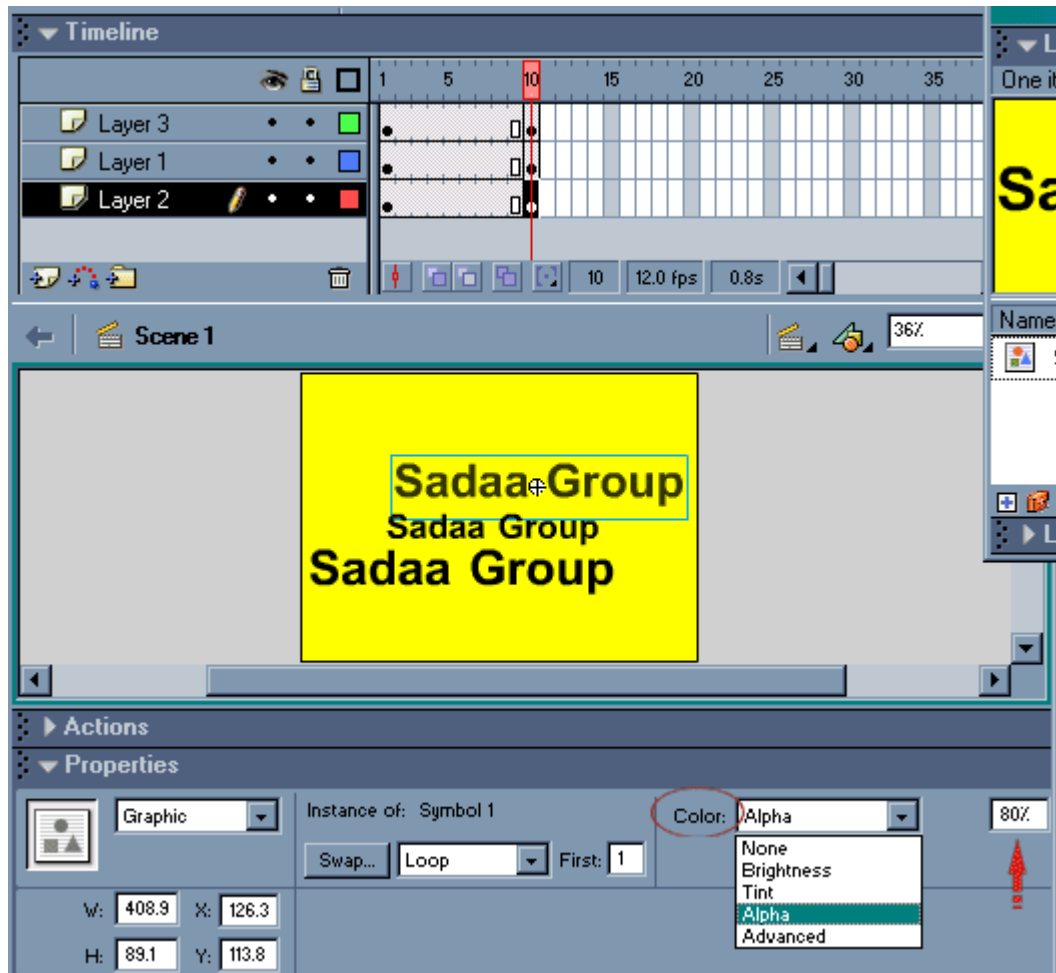 Timeline
1 5 10 15 20 25 30 35
One it
Layer 3
Layer 1
Layer 2
Sa
10 12.0 fps 0.8s
Scene 1
36%
Name
Sadaa Group
Sadaa Group
Sadaa Group
Actions
Properties
Graphic
Instance of: Symbol 1
Color: Alpha
80%
Swap... Loop First: 1
None
Brightness
Tint
Alpha
Advanced
W: 408.9 X: 126.3
H: 89.1 Y: 113.8